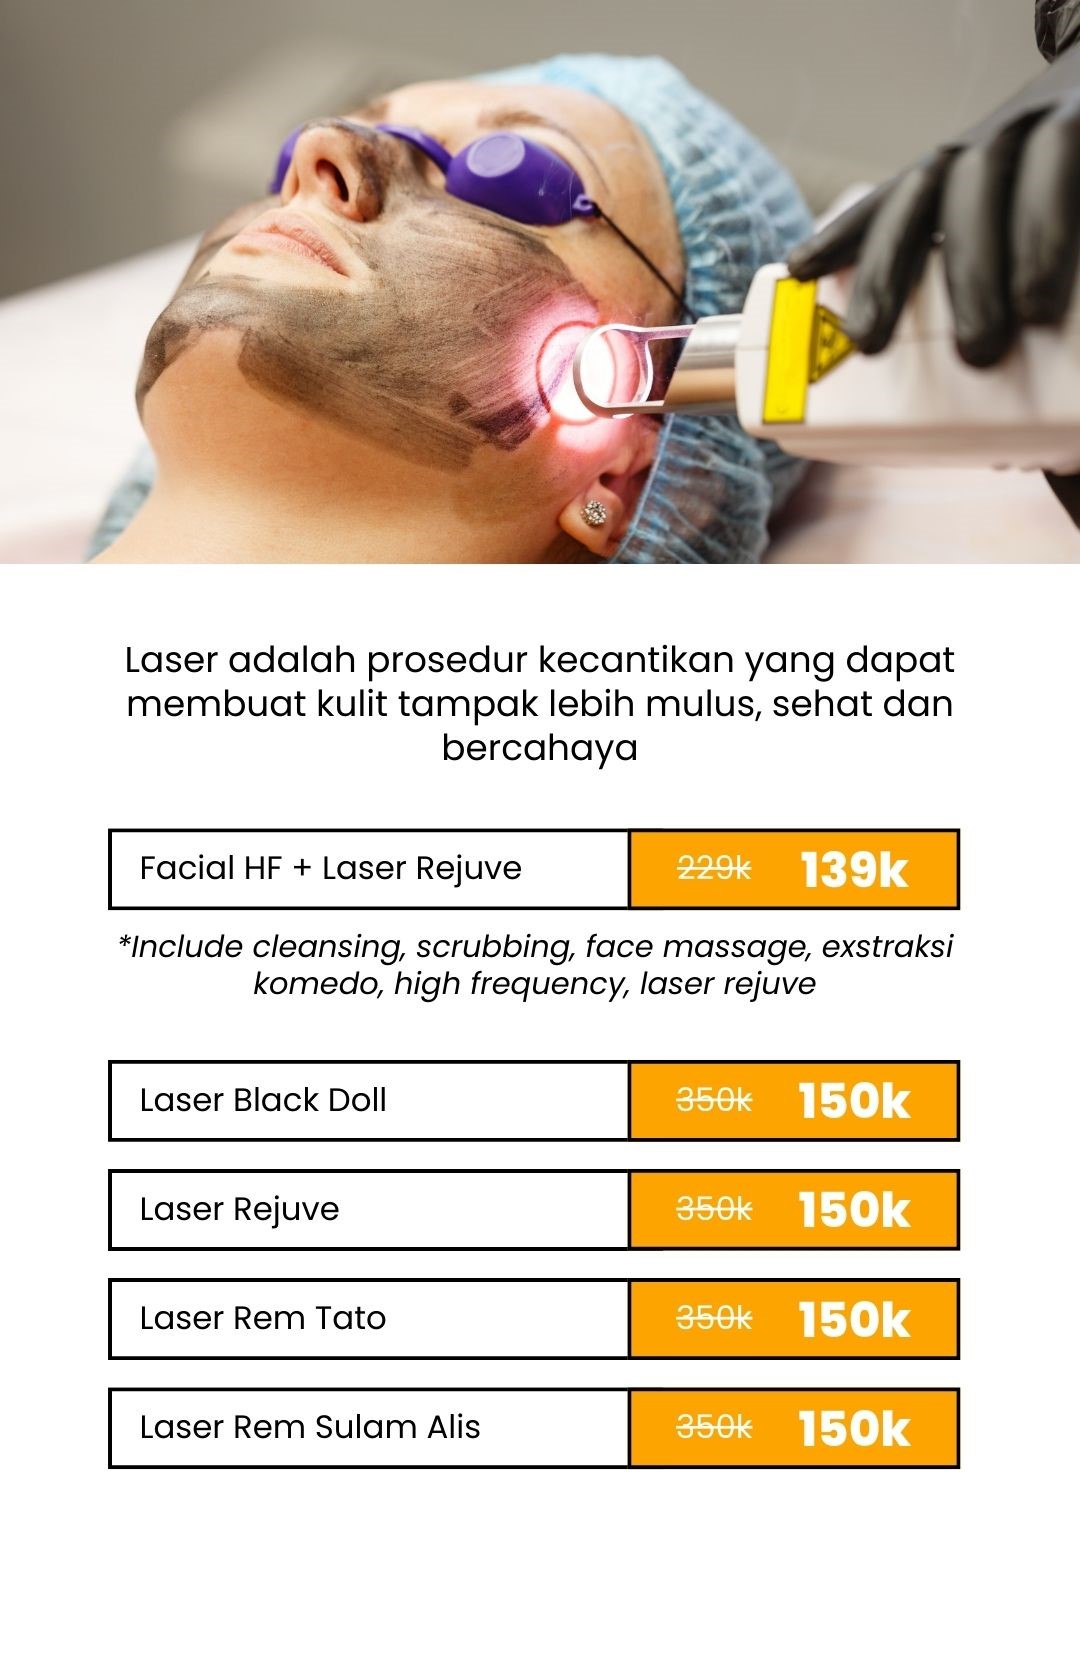 Laser adalah prosedur kecantikan yang dapat
membuat kulit tampak lebih mulus, sehat dan
bercahaya
Facial HF + Laser Rejuve 229k 139k
*Include cleansing, scrubbing, face massage, exstraksi
komedo, high frequency, laser rejuve
Laser Black Doll 350k 150k
Laser Rejuve 350k 150k
Laser Rem Tato 350k 150k
Laser Rem Sulam Alis 350k 150k